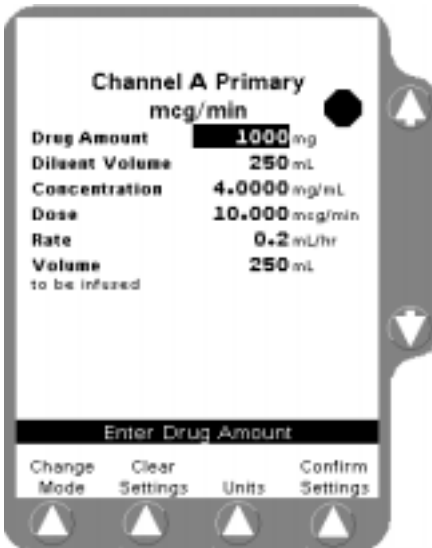 Channel A Primary
mcg/min
Drug Amount 1000 mg
Diluent Volume 250 mL
Concentration 4.0000 mg/mL
Dose 10.000 mcg/min
Rate 0.2 mL/hr
Volume 250 mL
to be infused
Enter Drug Amount
Change Clear Confirm
Mode Settings Units Settings